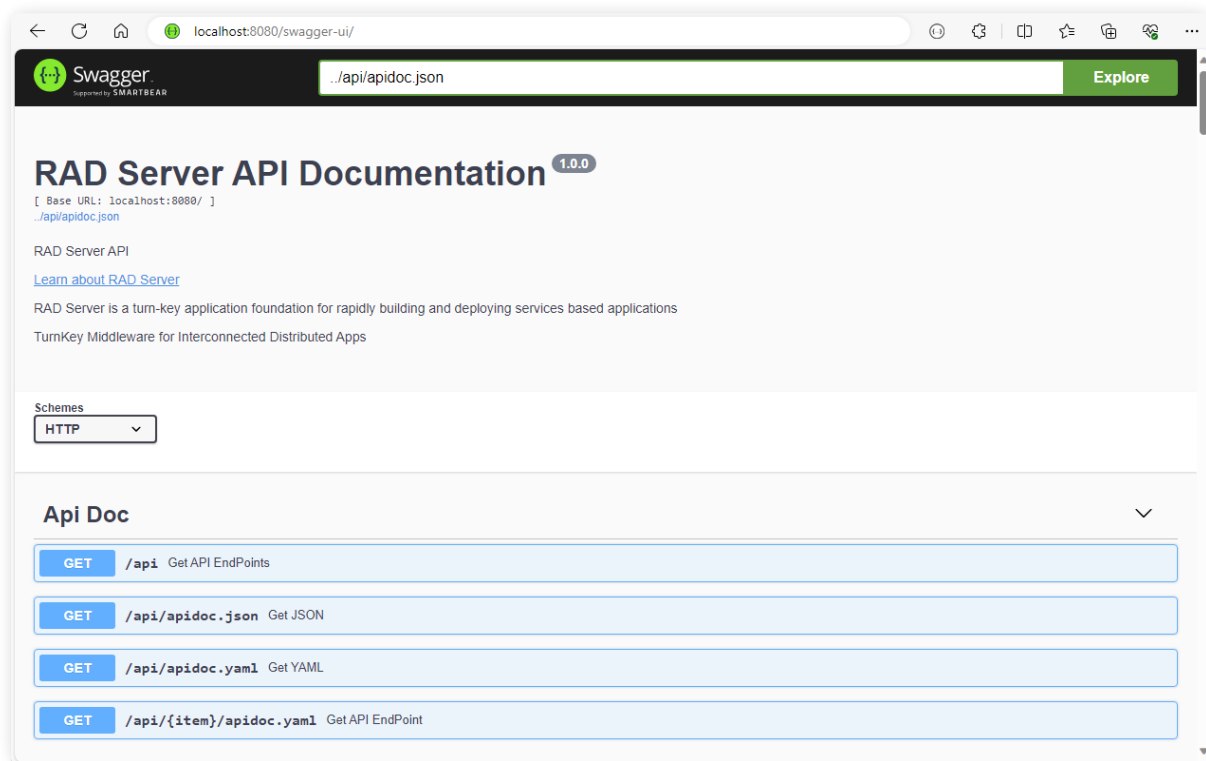 localhost:8080/swagger-ui/
{··} Swagger.
Supported by SMARTBEAR
../api/apidoc.json
Explore
RAD Server API Documentation 1.0.0
[ Base URL: localhost:8080/ ]
../api/apidoc.json
RAD Server API
Learn about RAD Server
RAD Server is a turn-key application foundation for rapidly building and deploying services based applications
TurnKey Middleware for Interconnected Distributed Apps
Schemes
HTTP
Api Doc
GET /api Get API EndPoints
GET /api/apidoc.json Get JSON
GET /api/apidoc.yaml Get YAML
GET /api/{item}/apidoc.yaml Get API EndPoint